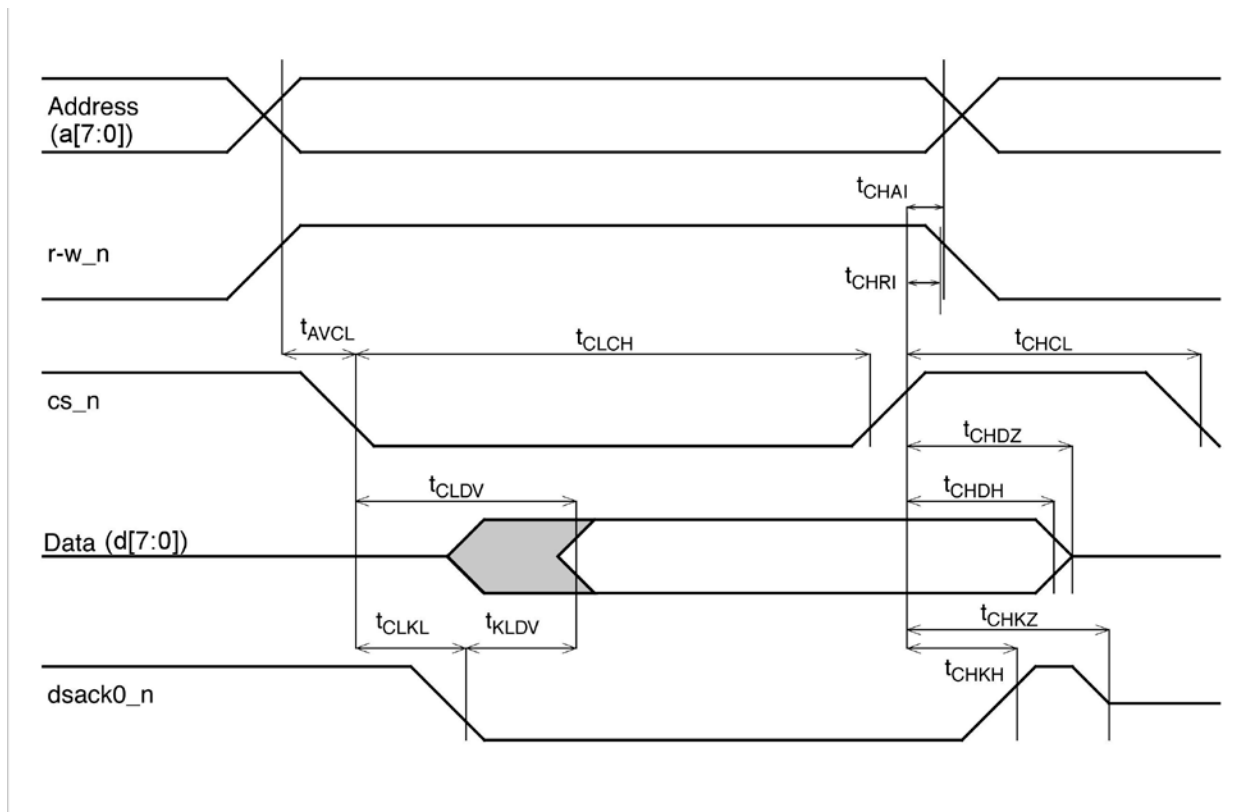 Address
(a[7:0])
tCHAI
r-w_n
tCHRI
tAVCL
tCLCH
tCHCL
cs_n
tCHDZ
tCLDV
tCHDH
Data (d[7:0])
tCLKL
tKLDV
tCHKZ
tCHKH
dsack0_n